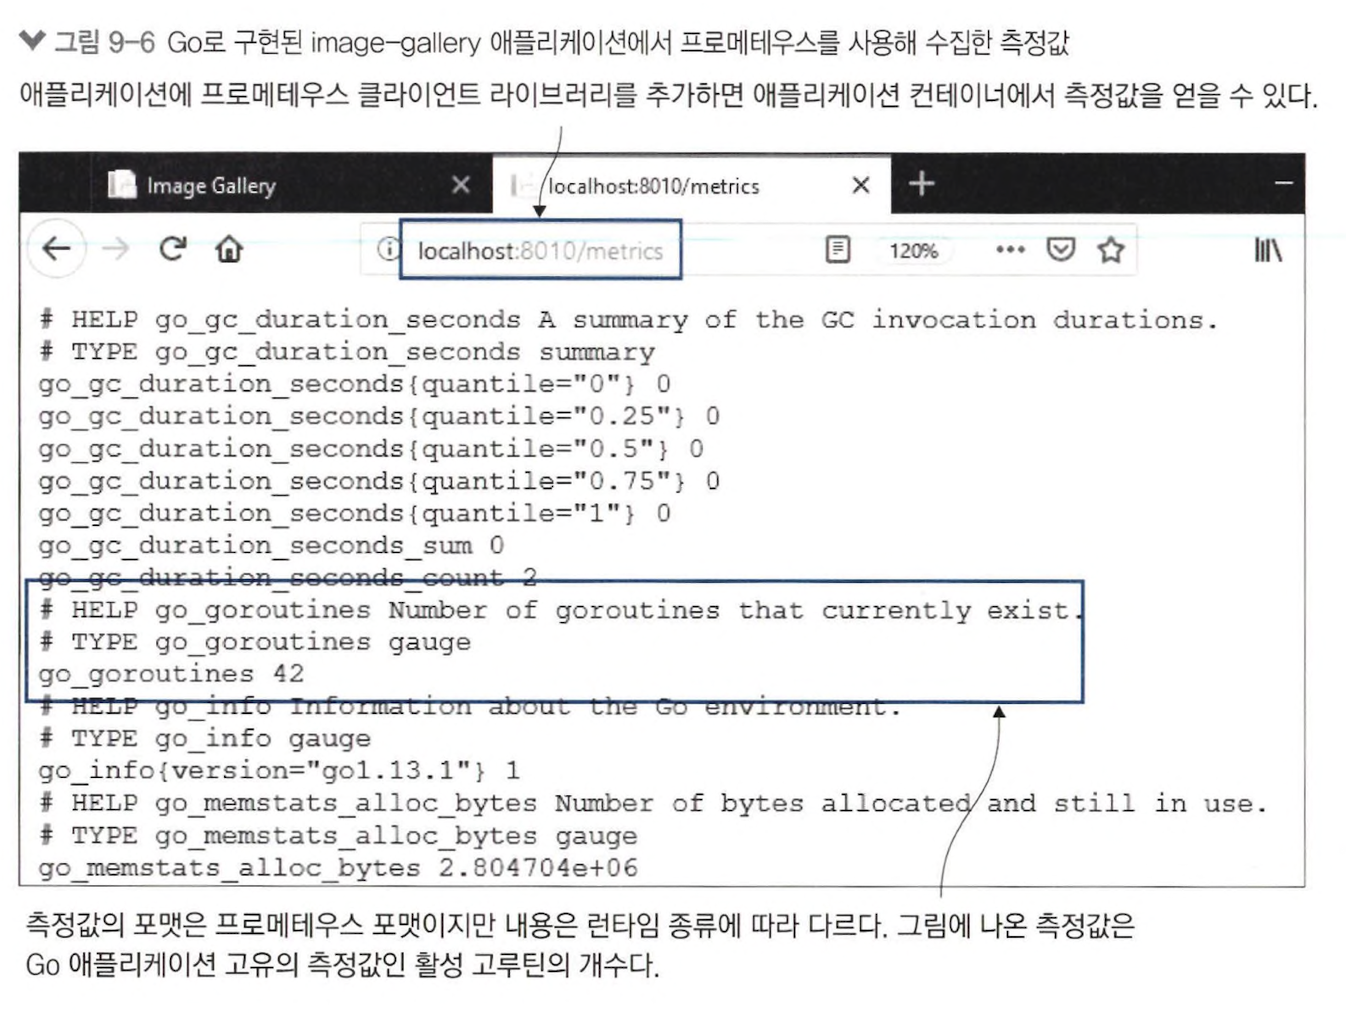 그림 9-6 Go로 구현된 image-gallery 애플리케이션에서 프로메테우스를 사용해 수집한 측정값
애플리케이션에 프로메테우스 클라이언트 라이브러리를 추가하면 애플리케이션 컨테이너에서 측정값을 얻을 수 있다.
Image Gallery
localhost:8010/metrics
localhost:8010/metrics
120%
# HELP go_gc_duration_seconds A summary of the GC invocation durations.
# TYPE go_gc_duration_seconds summary
go_gc_duration_seconds{quantile="0"} 0
go_gc_duration_seconds{quantile="0.25"} 0
go_gc_duration_seconds{quantile="0.5"} 0
go_gc_duration_seconds{quantile="0.75"} 0
go_gc_duration_seconds{quantile="1"} 0
go_gc_duration_seconds_sum 0
go_gc_duration_seconds_count 2
# HELP go_goroutines Number of goroutines that currently exist.
# TYPE go_goroutines gauge
go_goroutines 42
# HELP go_info Information about the Go environment.
# TYPE go_info gauge
go_info{version="go1.13.1"} 1
# HELP go_memstats_alloc_bytes Number of bytes allocated and still in use.
# TYPE go_memstats_alloc_bytes gauge
go_memstats_alloc_bytes 2.804704e+06
측정값의 포맷은 프로메테우스 포맷이지만 내용은 런타임 종류에 따라 다르다. 그림에 나온 측정값은
Go 애플리케이션 고유의 측정값인 활성 고루틴의 개수다.